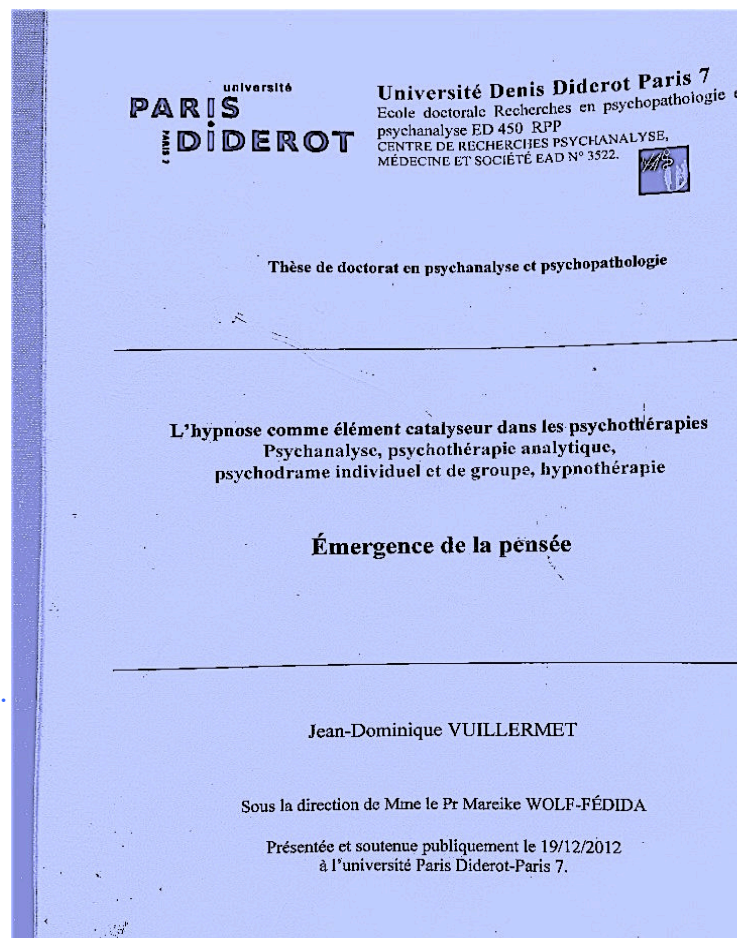 université
PARIS
DIDEROT
PARIS 7
Université Denis Diderot Paris 7
Ecole doctorale Recherches en psychopathologie e
psychanalyse ED 450 RPP
CENTRE DE RECHERCHES PSYCHANALYSE,
MÉDECINE ET SOCIÉTÉ EAD N° 3522.
Thèse de doctorat en psychanalyse et psychopathologie
L'hypnose comme élément catalyseur dans les psychothérapies
Psychanalyse, psychothérapie analytique,
psychodrame individuel et de groupe, hypnothérapie
Émergence de la pensée
Jean-Dominique VUILLERMET
Sous la direction de Mme le Pr Mareike WOLF-FÉDIDA
Présentée et soutenue publiquement le 19/12/2012
à l'université Paris Diderot-Paris 7.